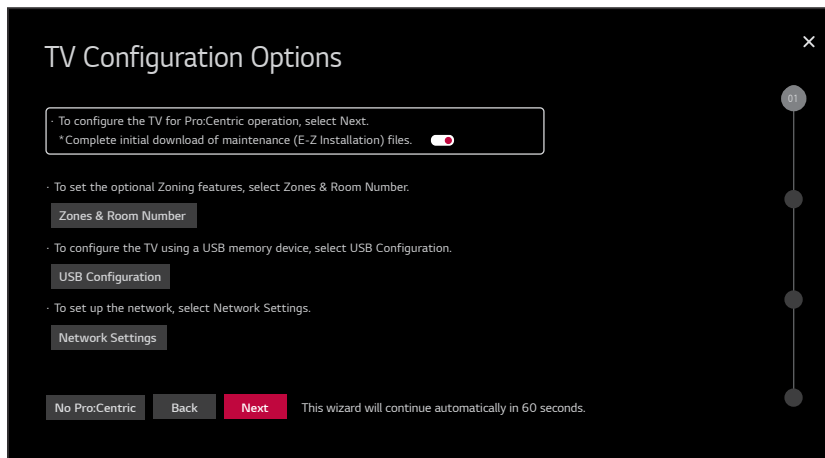 TV Configuration Options
×
01
· To configure the TV for Pro:Centric operation, select Next.
*Complete initial download of maintenance (E-Z Installation) files.
· To set the optional Zoning features, select Zones & Room Number.
Zones & Room Number
· To configure the TV using a USB memory device, select USB Configuration.
USB Configuration
· To set up the network, select Network Settings.
Network Settings
No Pro:Centric Back Next This wizard will continue automatically in 60 seconds.